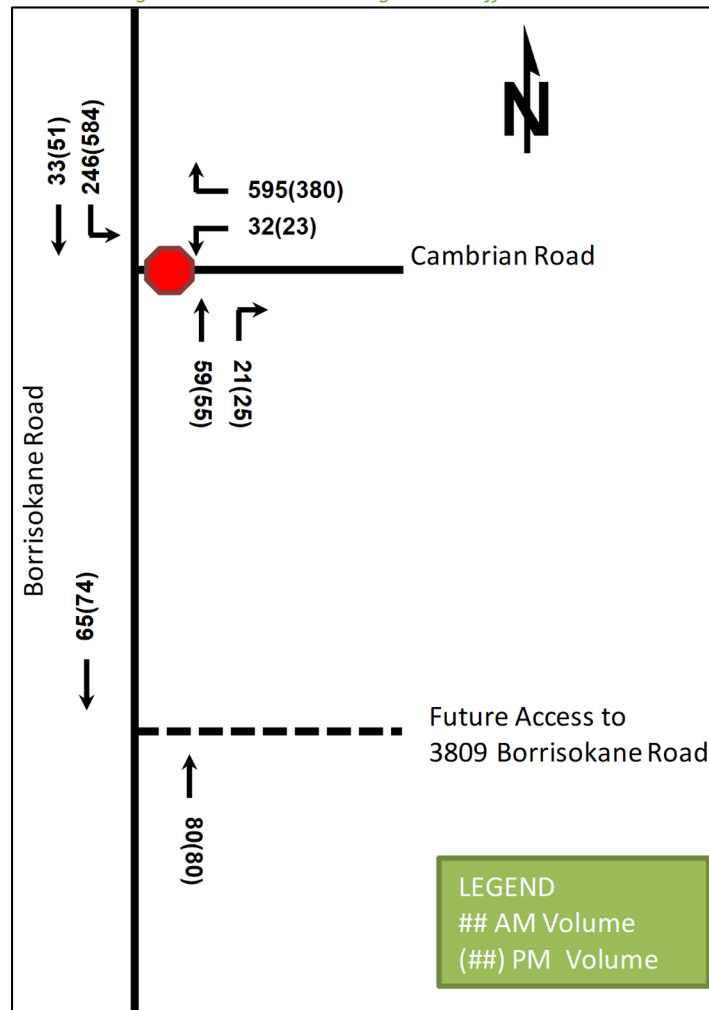 N
33(51)
246(584)
595(380)
32(23)
Cambrian Road
59(55)
21(25)
Borrisokane Road
65(74)
Future Access to
3809 Borrisokane Road
80(80)
LEGEND
## AM Volume
(##) PM Volume